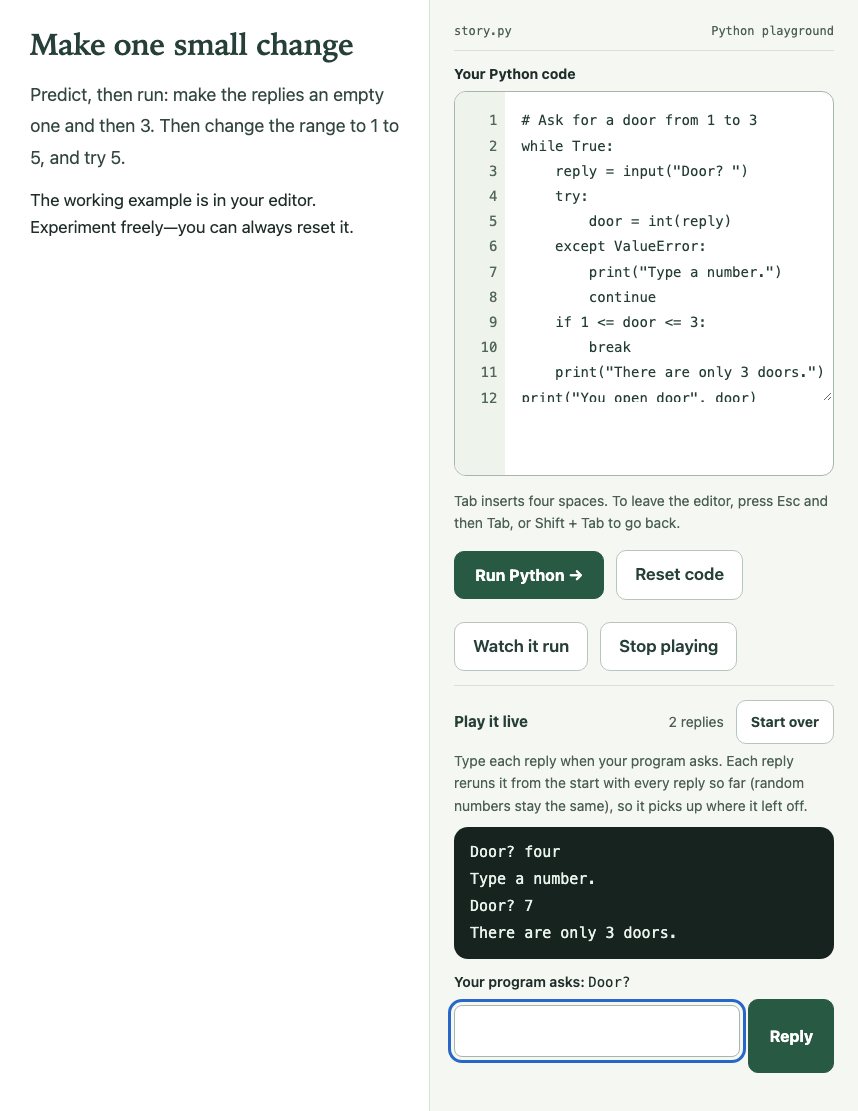 Make one small change
Predict, then run: make the replies an empty
one and then 3. Then change the range to 1 to
5, and try 5.
The working example is in your editor.
Experiment freely—you can always reset it.
story.py
Python playground
Your Python code
1 # Ask for a door from 1 to 3
2 while True:
3     reply = input("Door? ")
4     try:
5         door = int(reply)
6     except ValueError:
7         print("Type a number.")
8         continue
9     if 1 <= door <= 3:
10         break
11     print("There are only 3 doors.")
12 print("You open door", door)
Tab inserts four spaces. To leave the editor, press Esc and
then Tab, or Shift + Tab to go back.
Run Python →
Reset code
Watch it run
Stop playing
Play it live
2 replies
Start over
Type each reply when your program asks. Each reply
reruns it from the start with every reply so far (random
numbers stay the same), so it picks up where it left off.
Door? four
Type a number.
Door? 7
There are only 3 doors.
Your program asks: Door?
Reply